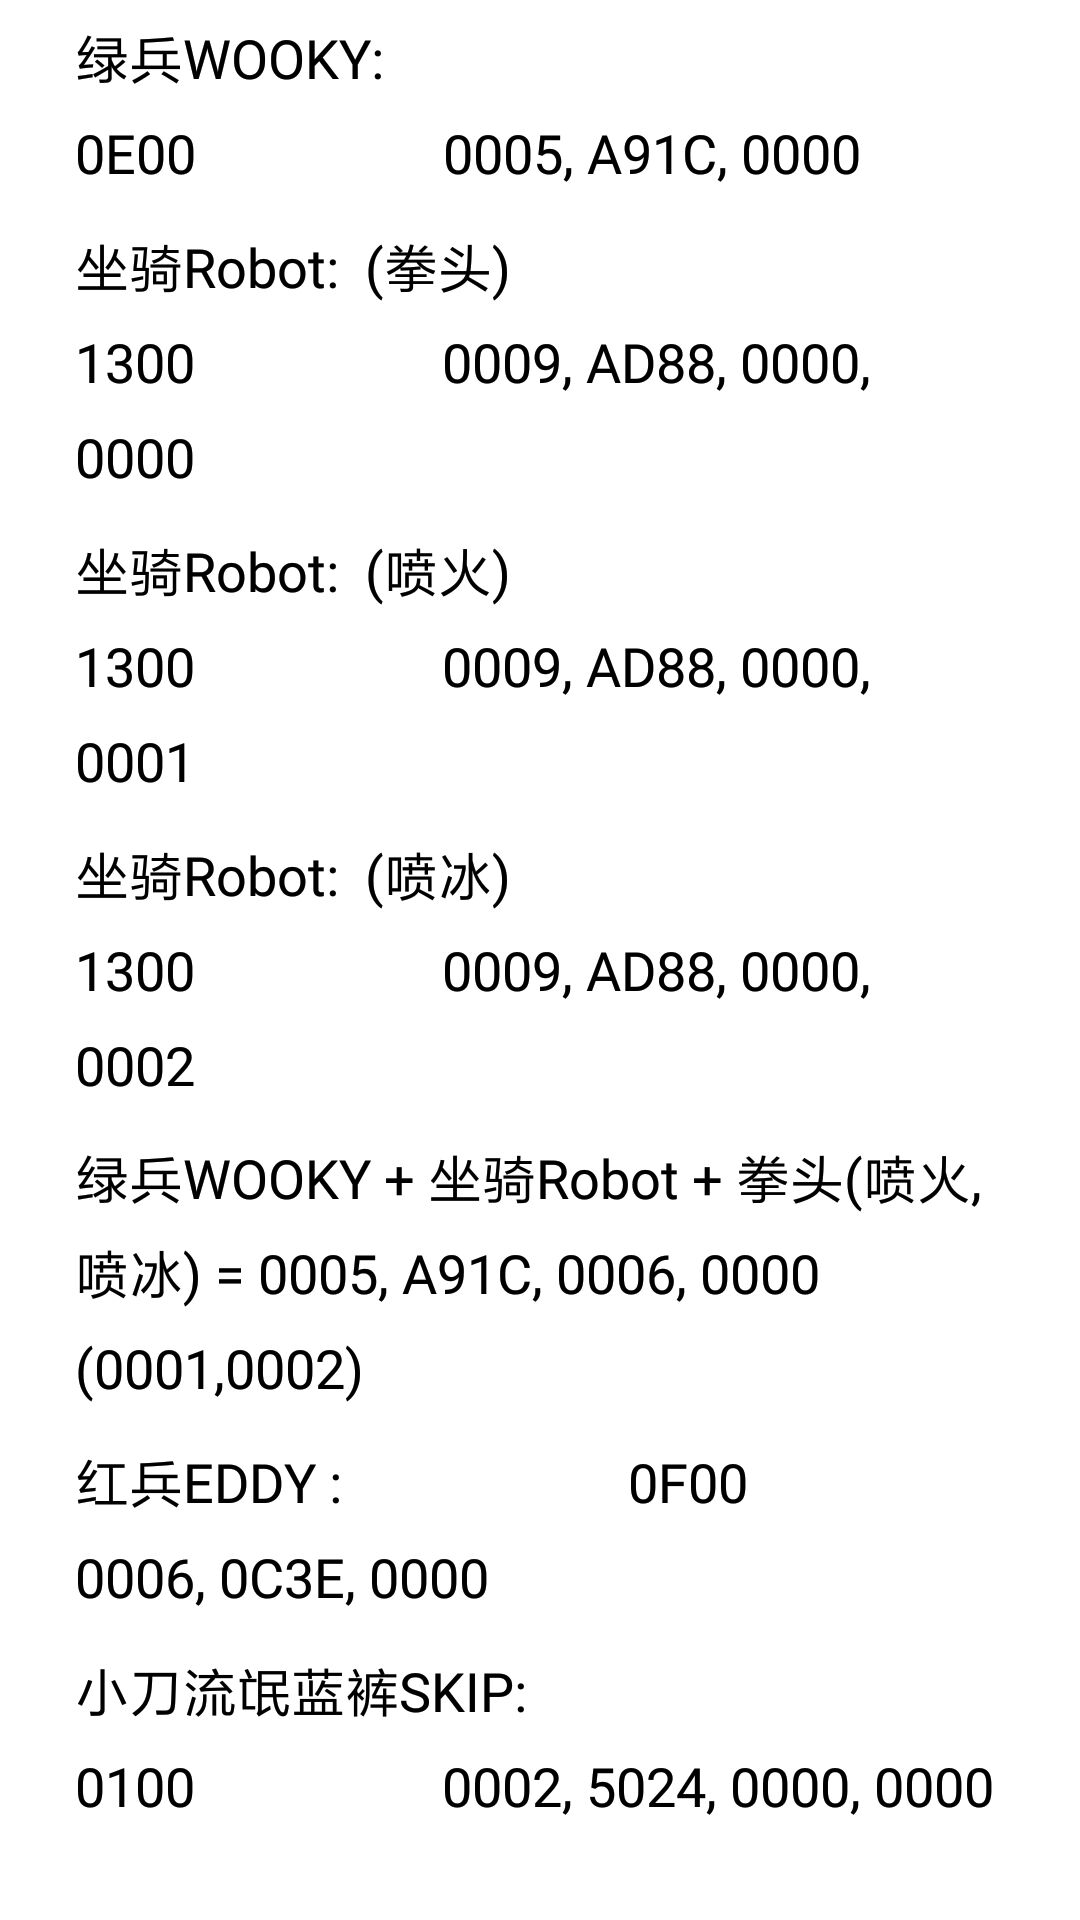 绿兵WOOKY:
0E00 0005, A91C, 0000
坐骑Robot: (拳头)
1300 0009, AD88, 0000,
0000
坐骑Robot: (喷火)
1300 0009, AD88, 0000,
0001
坐骑Robot: (喷冰)
1300 0009, AD88, 0000,
0002
绿兵WOOKY + 坐骑Robot + 拳头(喷火,
喷冰) = 0005, A91C, 0006, 0000
(0001,0002)
红兵EDDY : 0F00
0006, 0C3E, 0000
小刀流氓蓝裤SKIP:
0100 0002, 5024, 0000, 0000